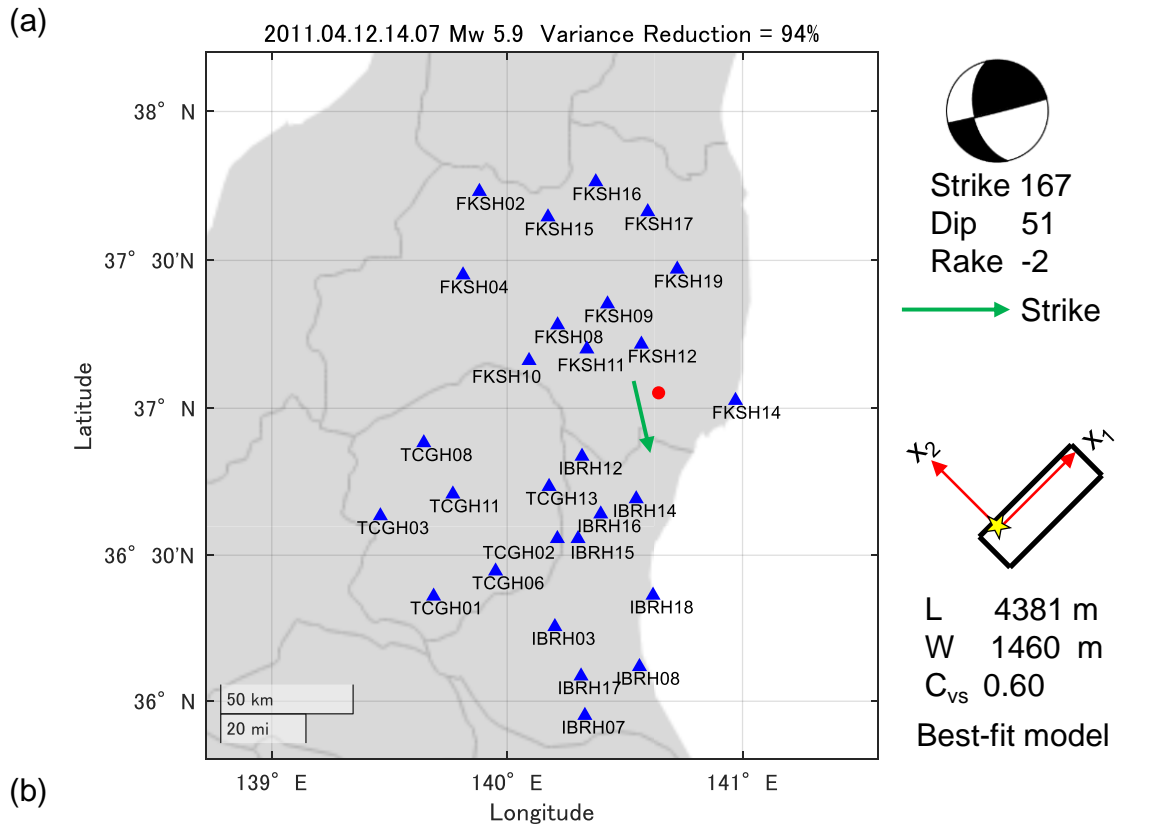 (a)
2011.04.12.14.07 Mw 5.9 Variance Reduction = 94%
38° N
37° 30'N
37° N
36° 30'N
36° N
Latitude
FKSH16
FKSH02
FKSH15
FKSH17
FKSH19
FKSH04
FKSH09
FKSH08
FKSH12
FKSH11
FKSH10
FKSH14
TCGH08
IBRH12
TCGH13
TCGH11
IBRH14
TCGH03
IBRH16
TCGH02
IBRH15
TCGH06
TCGH01
IBRH18
IBRH03
IBRH08
IBRH17
IBRH07
50 km
20 mi
139° E
140° E
141° E
Longitude
Strike 167
Dip 51
Rake -2
Strike
X2
X1
L 4381 m
W 1460 m
Cvs 0.60
Best-fit model
(b)